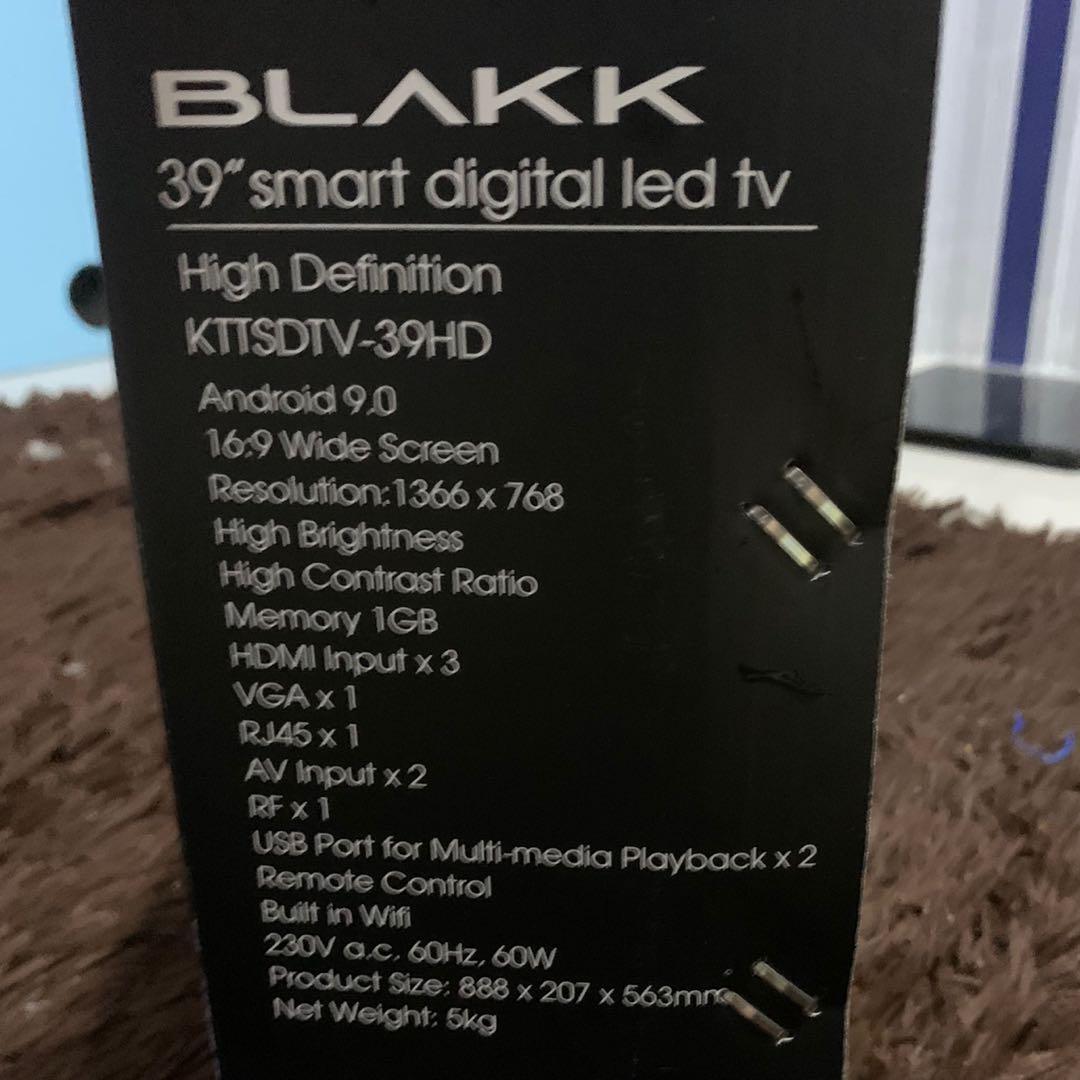 BLAKK
39" smart digital led tv
High Definition
KTTSDTV-39HD
Android 9.0
16:9 Wide Screen
Resolution:1366 x 768
High Brightness
High Contrast Ratio
Memory 1GB
HDMI Input x 3
VGA x 1
RJ45 x 1
AV Input x 2
RF x 1
USB Port for Multi-media Playback x 2
Remote Control
Built in Wifi
230V a.c. 60Hz, 60W
Product Size: 888 x 207 x 563mm
Net Weight: 5kg